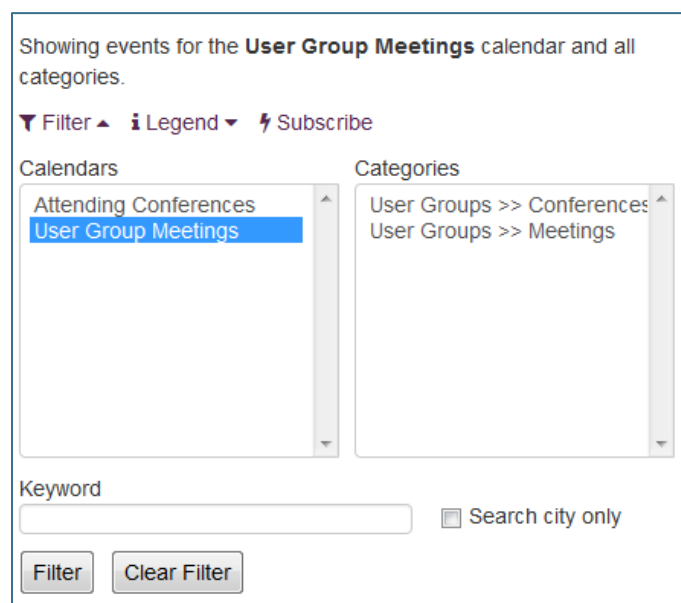 Showing events for the User Group Meetings calendar and all
categories.
Filter Legend Subscribe
Calendars
Categories
Attending Conferences
User Group Meetings
User Groups >> Conferences
User Groups >> Meetings
Keyword
Search city only
Filter
Clear Filter